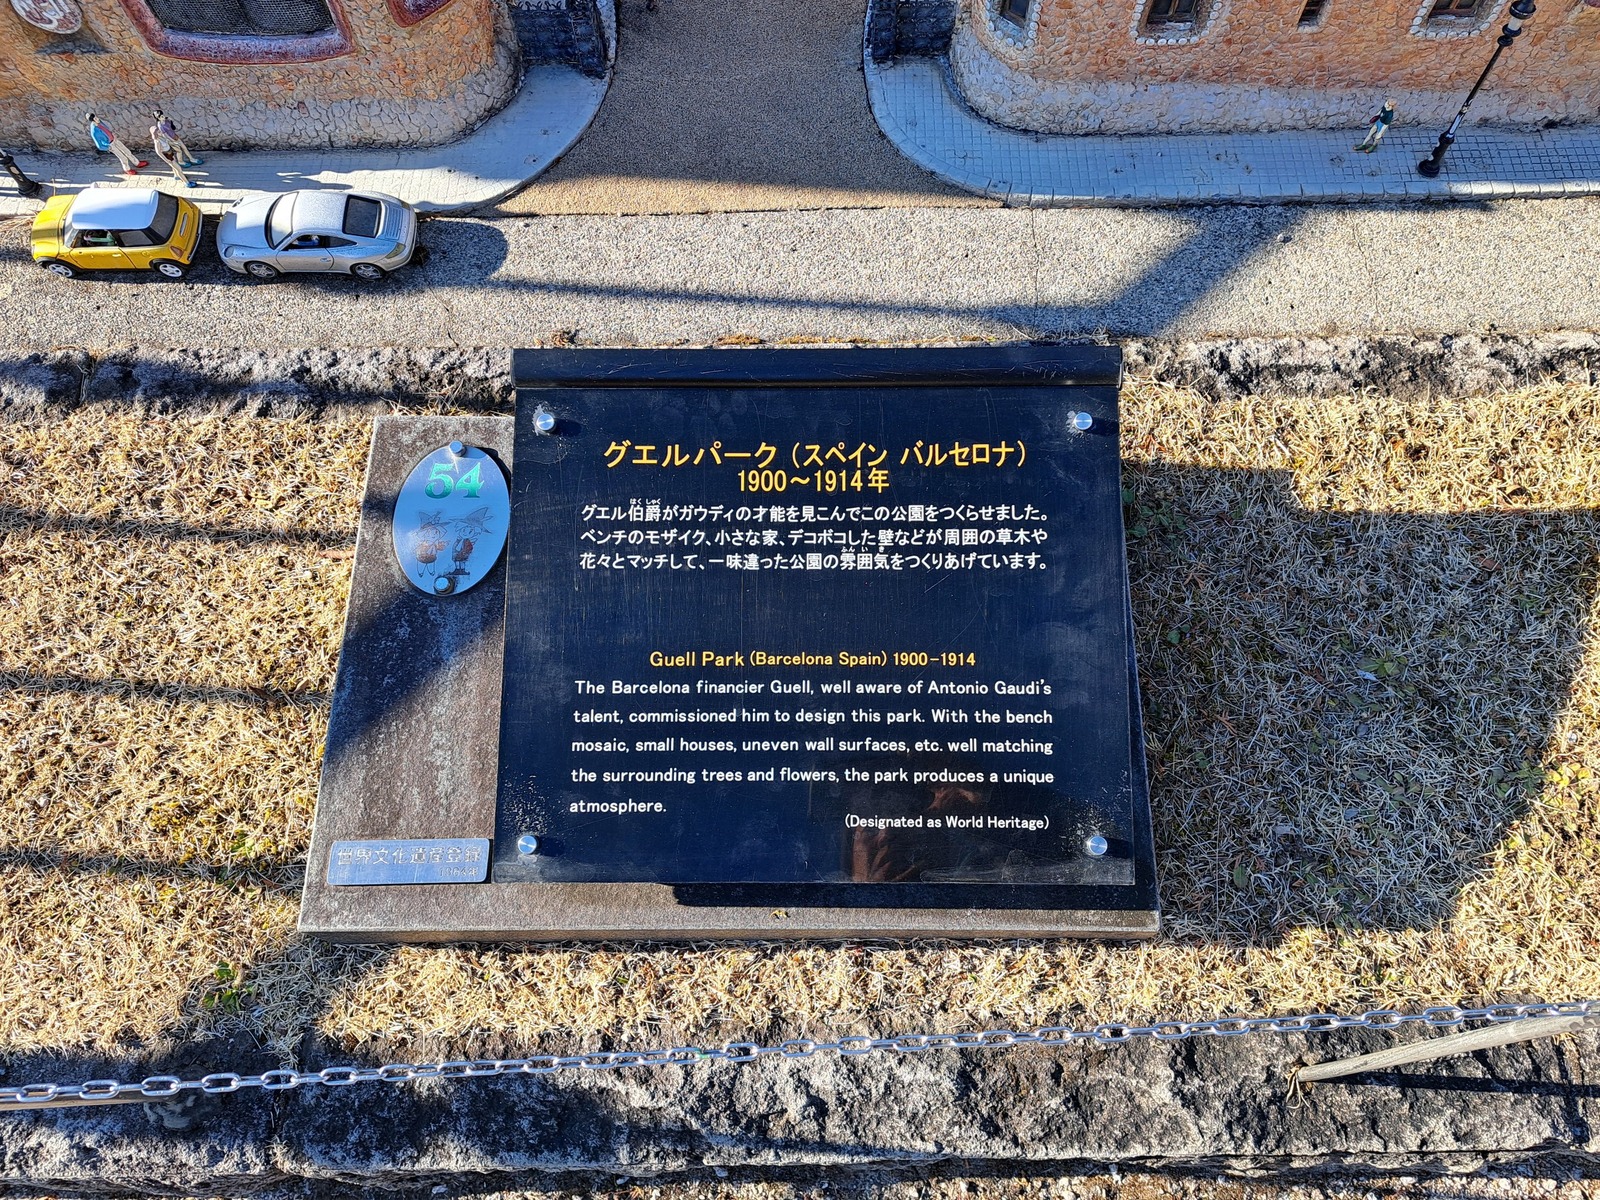 54
グエルパーク（スペイン バルセロナ）
1900～1914年
グエル伯爵がガウディの才能を見こんでこの公園をつくらせました。
ベンチのモザイク、小さな家、デコボコした壁などが周囲の草木や
花々とマッチして、一味違った公園の雰囲気をつくりあげています。
Guell Park (Barcelona Spain) 1900-1914
The Barcelona financier Guell, well aware of Antonio Gaudi's
talent, commissioned him to design this park. With the bench
mosaic, small houses, uneven wall surfaces, etc. well matching
the surrounding trees and flowers, the park produces a unique
atmosphere.
(Designated as World Heritage)
世界文化遺産登録